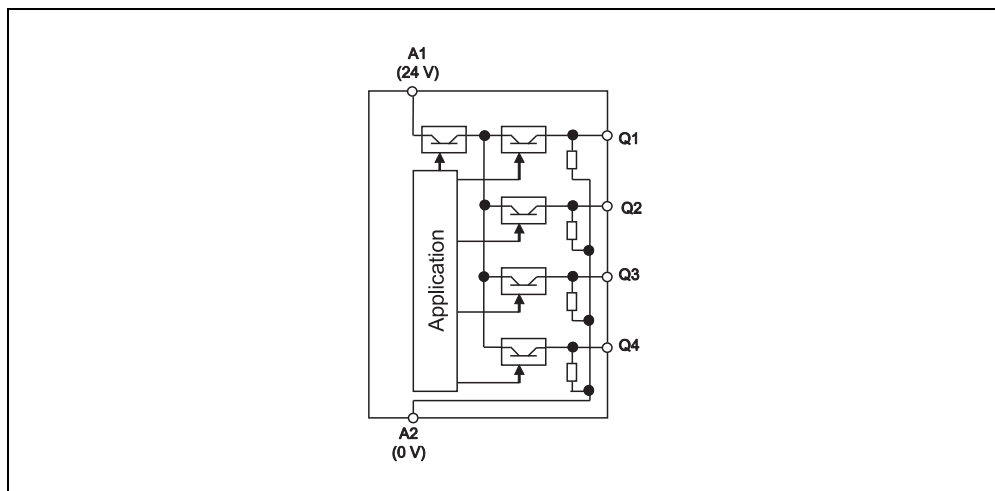 A1
(24 V)
Q1
Q2
Q3
Q4
Application
A2
(0 V)